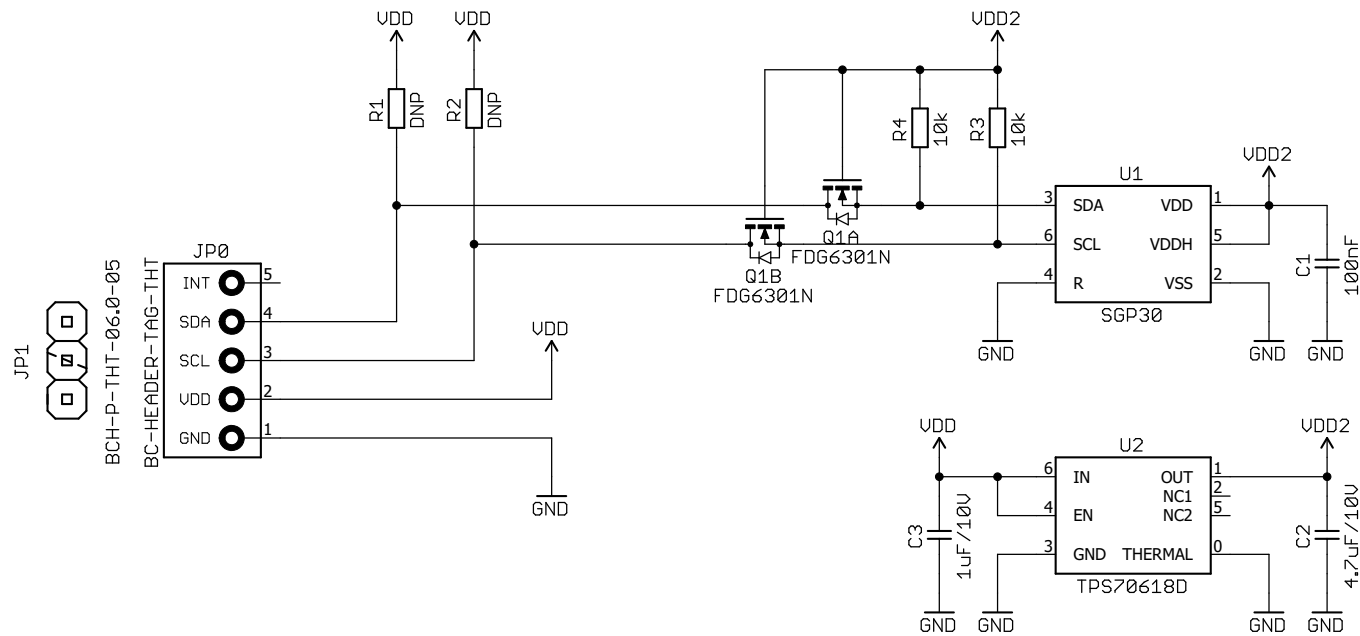 VDD
VDD
VDD2
R1
DNP
R2
DNP
R4
10k
R3
10k
VDD2
U1
3 SDA VDD 1
6 SCL VDDH 5
4 R VSS 2
SGP30
GND
GND
GND
C1
100nF
Q1A
FDG6301N
Q1B
FDG6301N
JP0
INT 5
SDA 4
SCL 3
VDD 2
GND 1
BC-HEADER-TAG-THT
JP1
BCH-P-THT-06.0-05
VDD
GND
VDD
VDD2
U2
6 IN OUT 1
NC1 2
4 EN NC2 5
3 GND THERMAL 0
TPS70618D
C3
1uF/10V
C2
4.7uF/10V
GND
GND
GND
GND